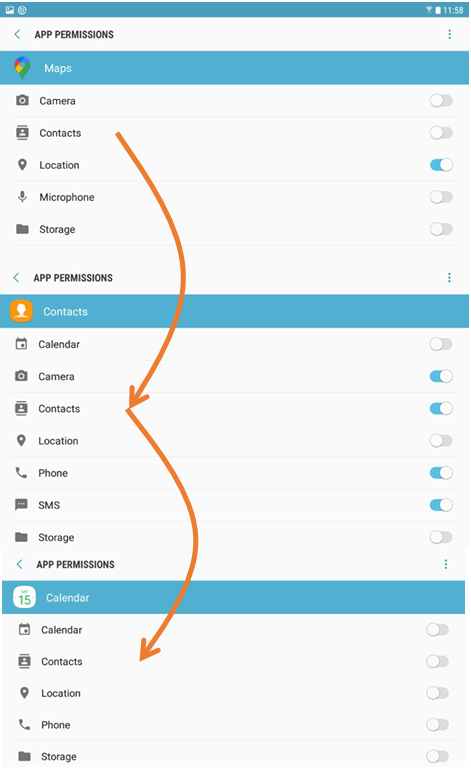 11:58
APP PERMISSIONS
Maps
Camera
Contacts
Location
Microphone
Storage
APP PERMISSIONS
Contacts
Calendar
Camera
Contacts
Location
Phone
SMS
Storage
APP PERMISSIONS
SAT
15
Calendar
Calendar
Contacts
Location
Phone
Storage